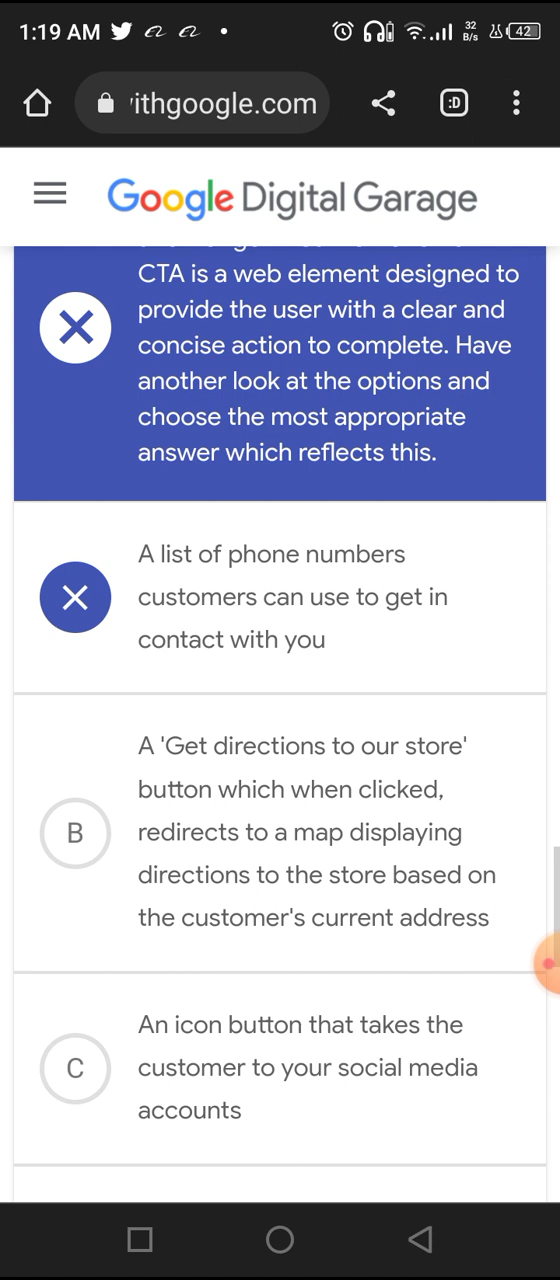 1:19 AM
32
B/s
42
ithgoogle.com
:D
Google Digital Garage
CTA is a web element designed to
provide the user with a clear and
concise action to complete. Have
another look at the options and
choose the most appropriate
answer which reflects this.
A list of phone numbers
customers can use to get in
contact with you
A 'Get directions to our store'
button which when clicked,
B
redirects to a map displaying
directions to the store based on
the customer's current address
An icon button that takes the
C
customer to your social media
accounts